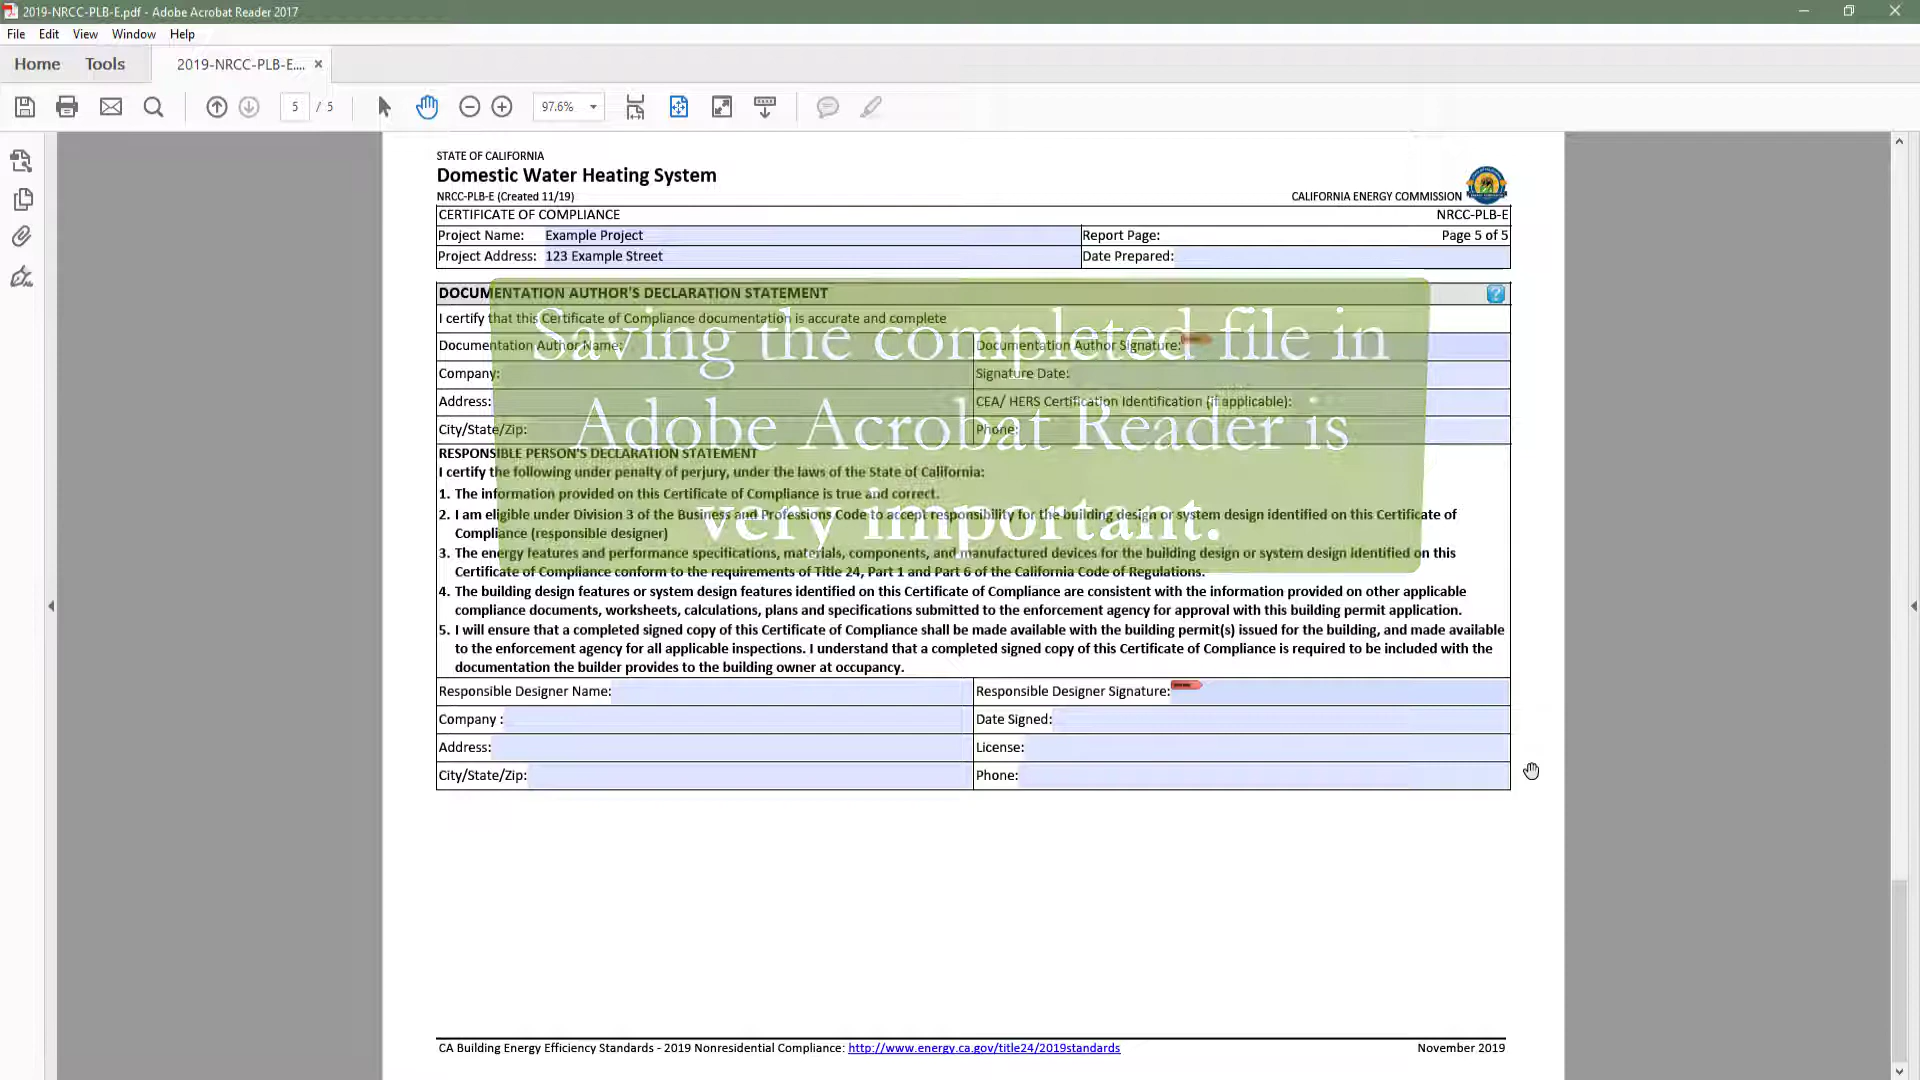 2019-NRCC-PLB-E.pdf - Adobe Acrobat Reader 2017
File Edit View Window Help
Home Tools 2019-NRCC-PLB-E.... ×
5 / 5 97.6%
STATE OF CALIFORNIA
Domestic Water Heating System
NRCC-PLB-E (Created 11/19) CALIFORNIA ENERGY COMMISSION
CERTIFICATE OF COMPLIANCE NRCC-PLB-E
Project Name: Example Project Report Page: Page 5 of 5
Project Address: 123 Example Street Date Prepared:
DOCUMENTATION AUTHOR'S DECLARATION STATEMENT
I certify that this Certificate of Compliance documentation is accurate and complete
Saving the completed file in
Adobe Acrobat Reader is
very important.
Documentation Author Name: Documentation Author Signature:
Company: Signature Date:
Address: CEA/ HERS Certification Identification (if applicable):
City/State/Zip: Phone:
RESPONSIBLE PERSON'S DECLARATION STATEMENT
I certify the following under penalty of perjury, under the laws of the State of California:
1. The information provided on this Certificate of Compliance is true and correct.
2. I am eligible under Division 3 of the Business and Professions Code to accept responsibility for the building design or system design identified on this Certificate of
Compliance (responsible designer)
3. The energy features and performance specifications, materials, components, and manufactured devices for the building design or system design identified on this
Certificate of Compliance conform to the requirements of Title 24, Part 1 and Part 6 of the California Code of Regulations.
4. The building design features or system design features identified on this Certificate of Compliance are consistent with the information provided on other applicable
compliance documents, worksheets, calculations, plans and specifications submitted to the enforcement agency for approval with this building permit application.
5. I will ensure that a completed signed copy of this Certificate of Compliance shall be made available with the building permit(s) issued for the building, and made available
to the enforcement agency for all applicable inspections. I understand that a completed signed copy of this Certificate of Compliance is required to be included with the
documentation the builder provides to the building owner at occupancy.
Responsible Designer Name: Responsible Designer Signature:
Company : Date Signed:
Address: License:
City/State/Zip: Phone:
CA Building Energy Efficiency Standards - 2019 Nonresidential Compliance: http://www.energy.ca.gov/title24/2019standards November 2019